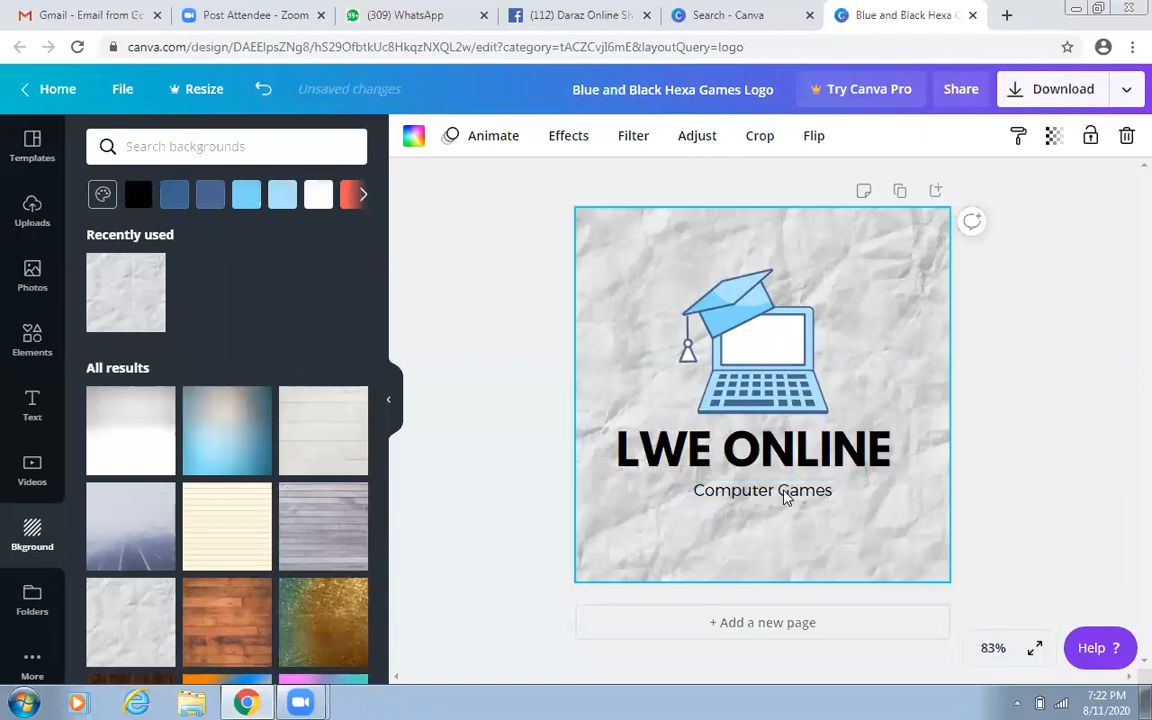 Gmail - Email from Gc
Post Attendee - Zoom
(309) WhatsApp
(112) Daraz Online Sh
Search - Canva
Blue and Black Hexa G
canva.com/design/DAEElpsZNg8/hS29OfbtkUc8HkqzNXQL2w/edit?category=tACZCvjI6mE&layoutQuery=logo
Home
File
Resize
Unsaved changes
Blue and Black Hexa Games Logo
Try Canva Pro
Share
Download
Animate
Effects
Filter
Adjust
Crop
Flip
Templates
Uploads
Photos
Elements
Text
Videos
Bkground
Folders
More
Search backgrounds
Recently used
All results
LWE ONLINE
Computer Games
+ Add a new page
83%
Help ?
7:22 PM
8/11/2020